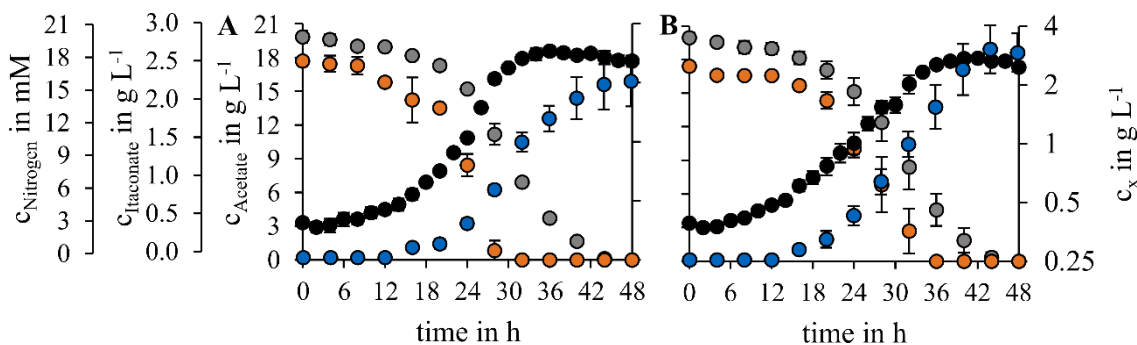 A
B
c_Nitrogen in mM
21
18
15
12
9
6
3
0
c_Itaconate in g L⁻¹
3.0
2.5
2.0
1.5
1.0
0.5
0.0
c_Acetate in g L⁻¹
21
18
15
12
9
6
3
0
4
2
1
0.5
0.25
c_x in g L⁻¹
0 6 12 18 24 30 36 42 48
0 6 12 18 24 30 36 42 48
time in h
time in h